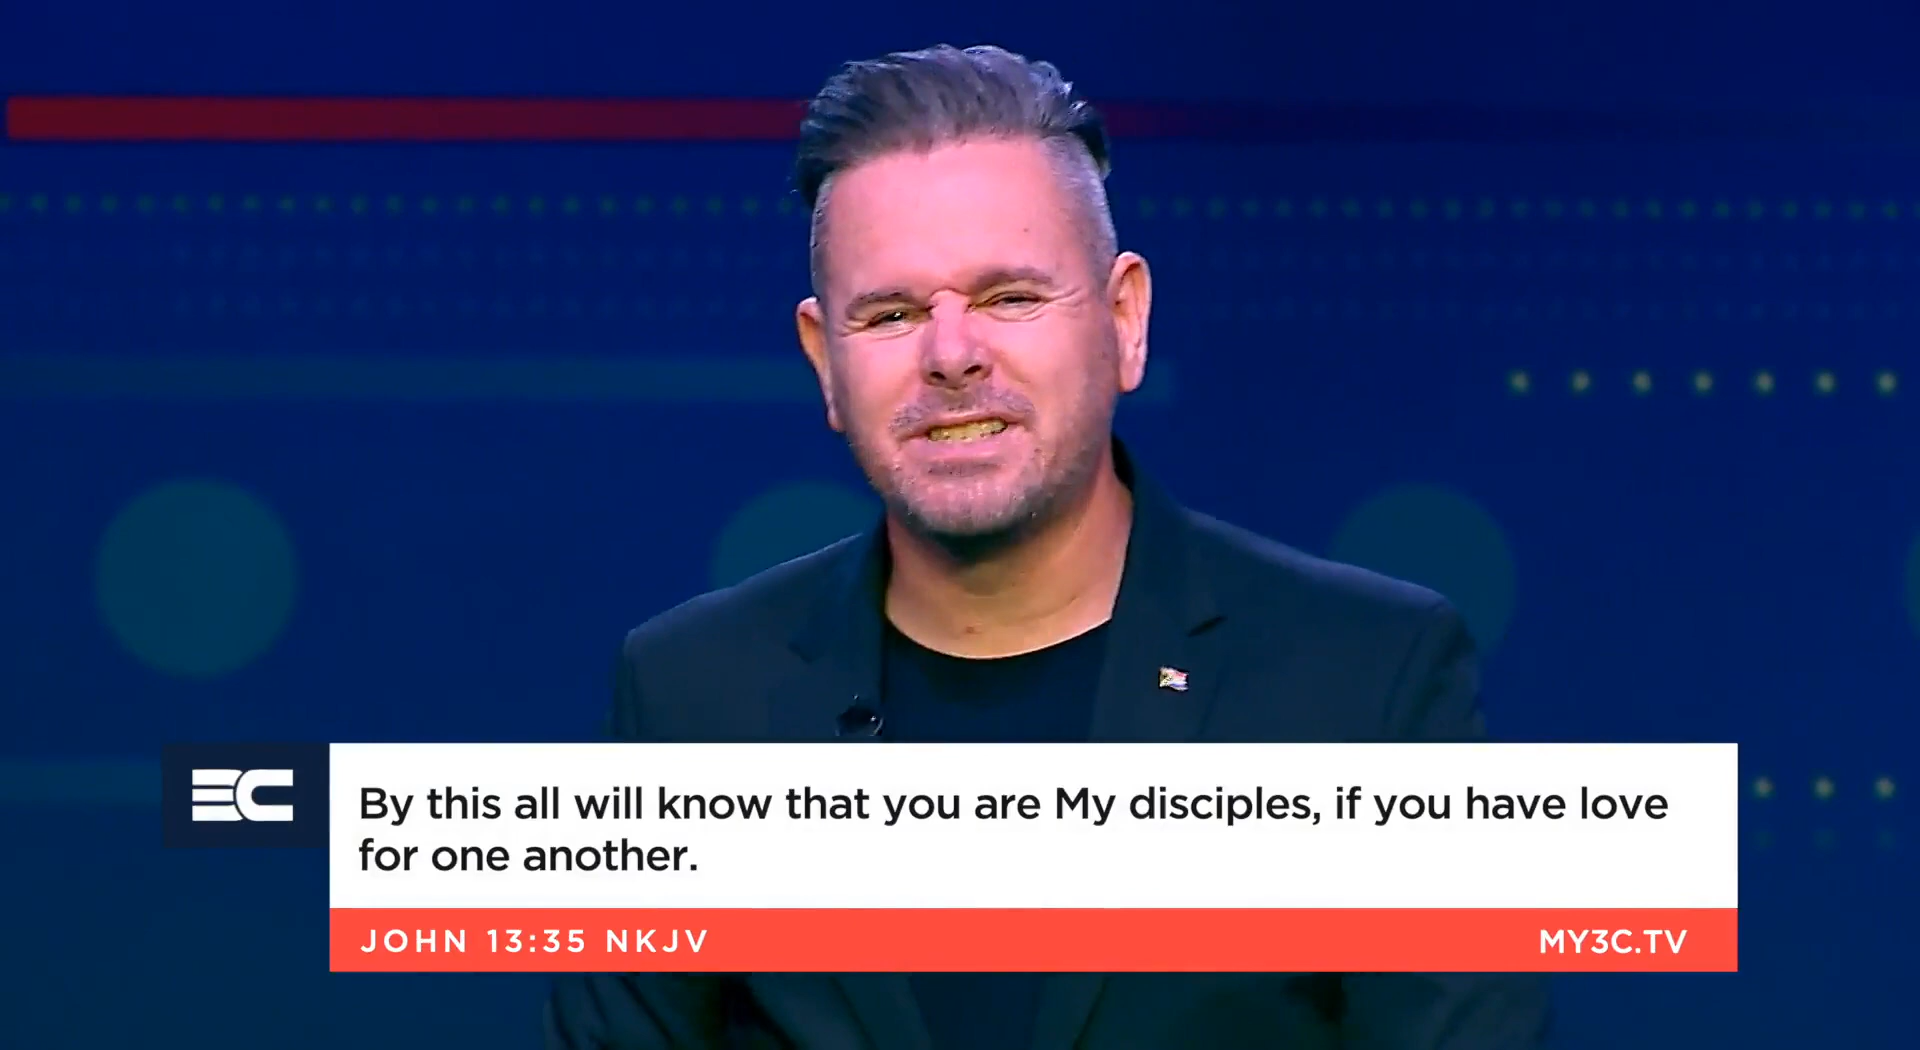 3C
By this all will know that you are My disciples, if you have love
for one another.
JOHN 13:35 NKJV
MY3C.TV